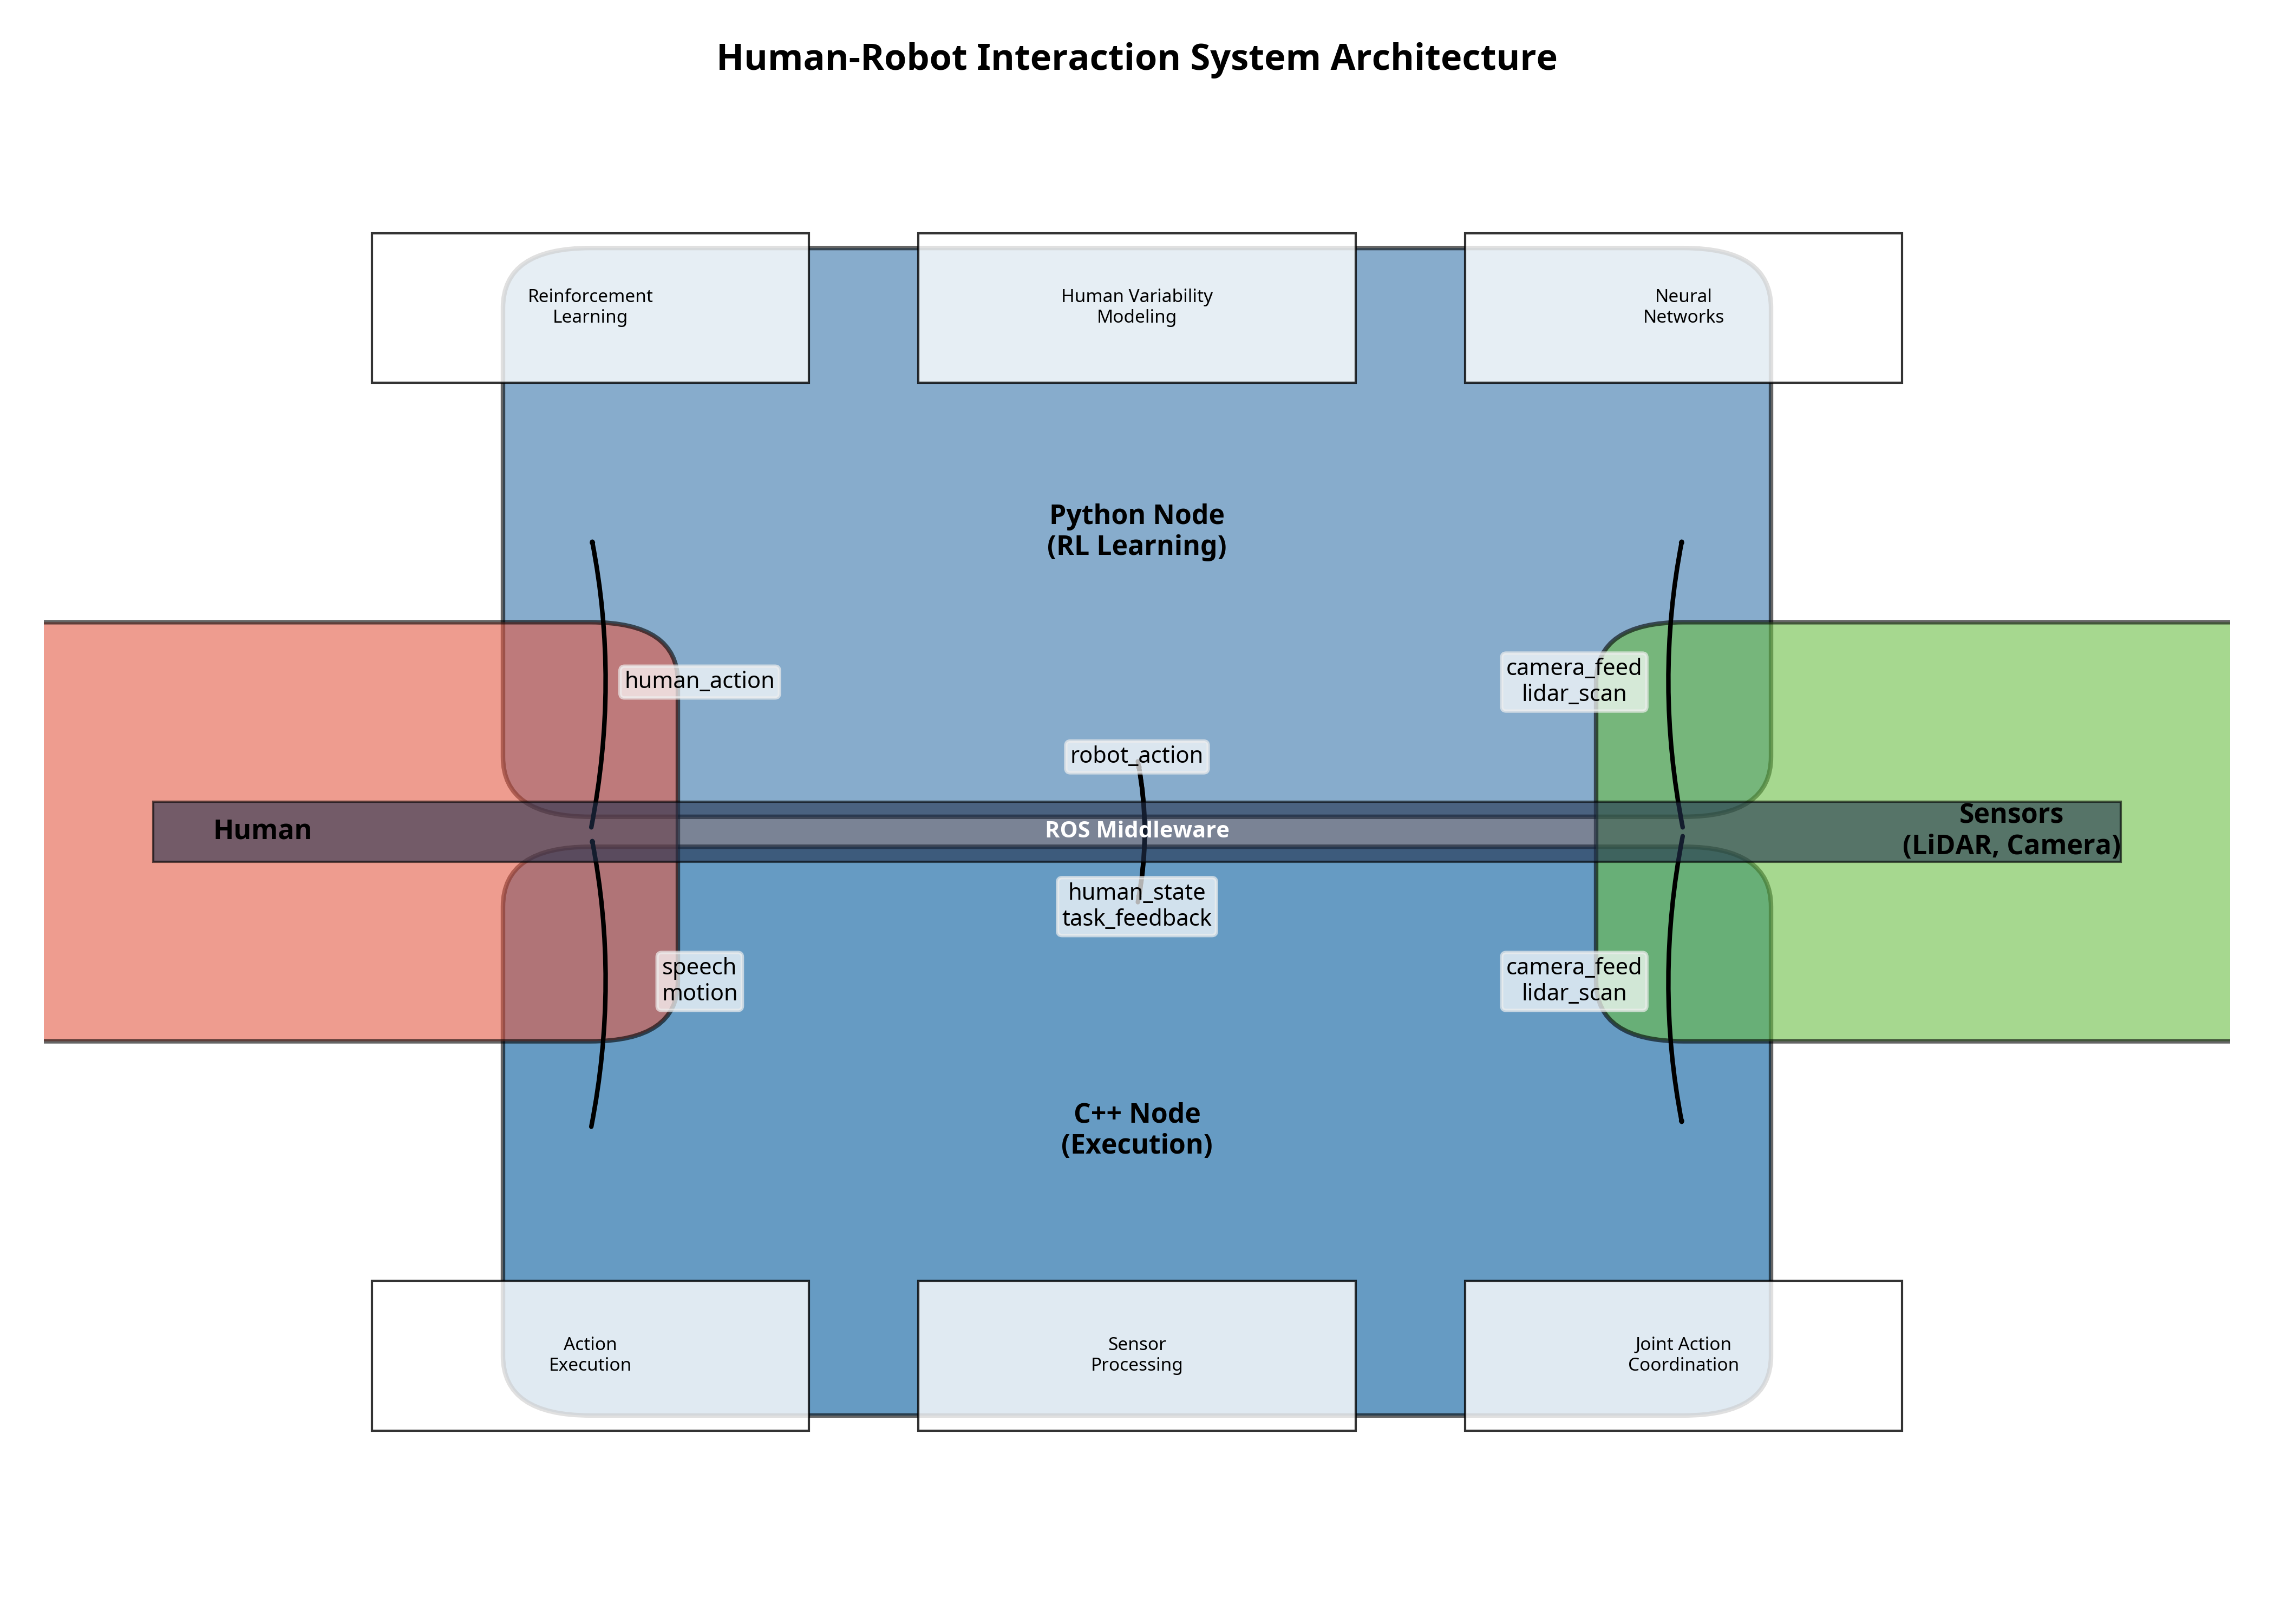 Human-Robot Interaction System Architecture
Reinforcement
Learning
Human Variability
Modeling
Neural
Networks
Python Node
(RL Learning)
human_action
camera_feed
lidar_scan
robot_action
Human
ROS Middleware
Sensors
(LiDAR, Camera)
human_state
task_feedback
speech
motion
camera_feed
lidar_scan
C++ Node
(Execution)
Action
Execution
Sensor
Processing
Joint Action
Coordination